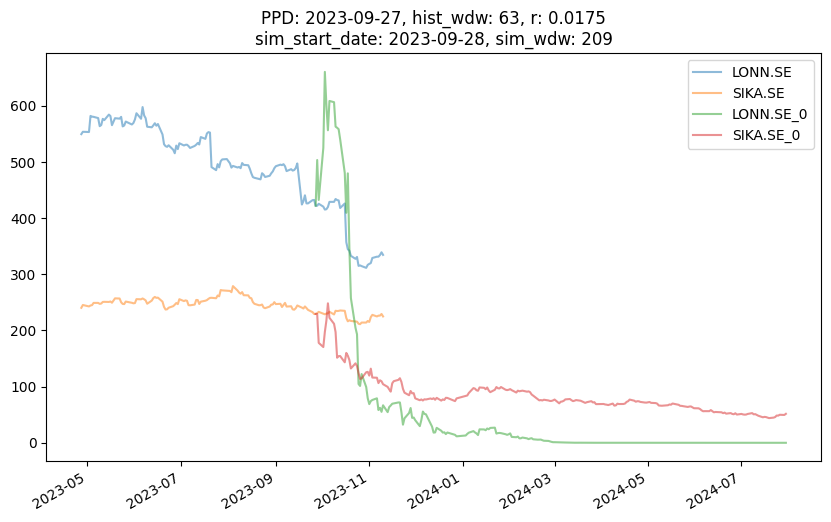 PPD: 2023-09-27, hist_wdw: 63, r: 0.0175
sim_start_date: 2023-09-28, sim_wdw: 209
LONN.SE
SIKA.SE
LONN.SE_0
SIKA.SE_0
600
500
400
300
200
100
0
2023-05
2023-07
2023-09
2023-11
2024-01
2024-03
2024-05
2024-07